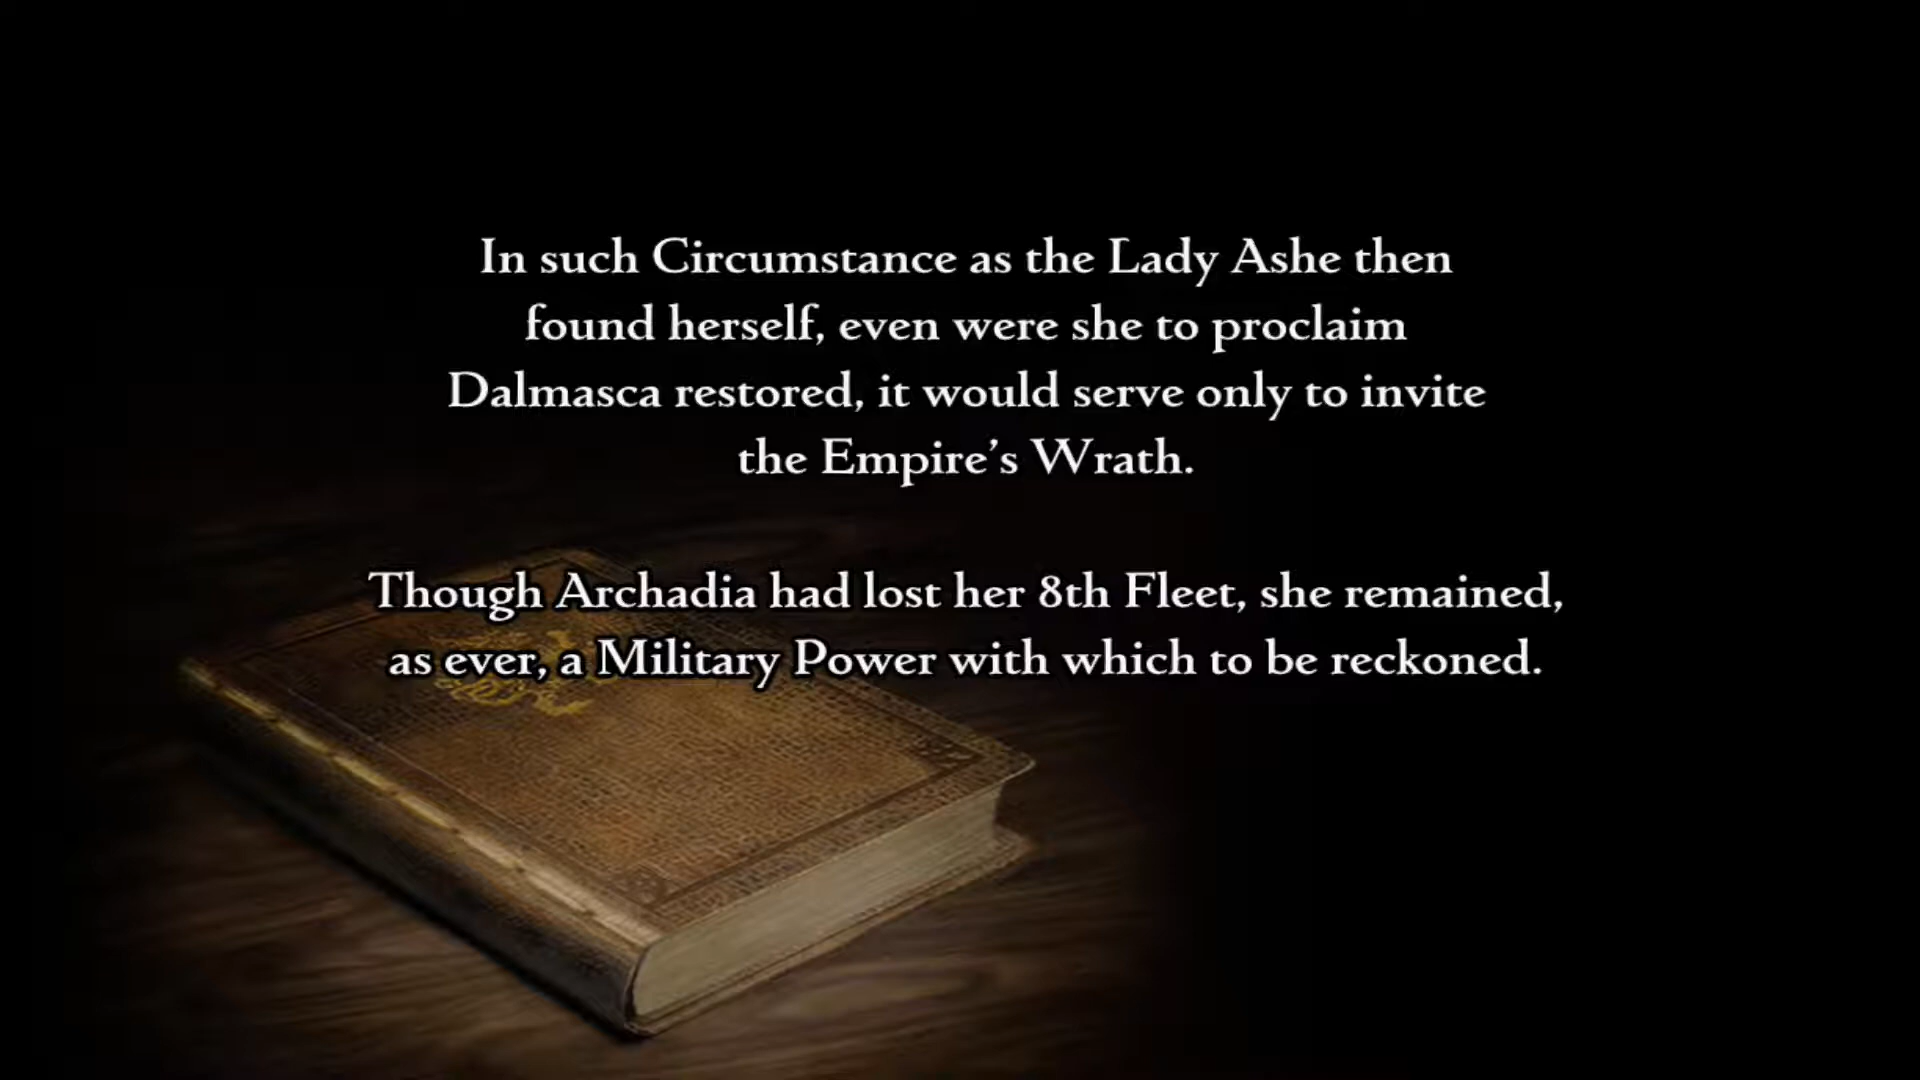 In such Circumstance as the Lady Ashe then
found herself, even were she to proclaim
Dalmasca restored, it would serve only to invite
the Empire’s Wrath.
Though Archadia had lost her 8th Fleet, she remained,
as ever, a Military Power with which to be reckoned.